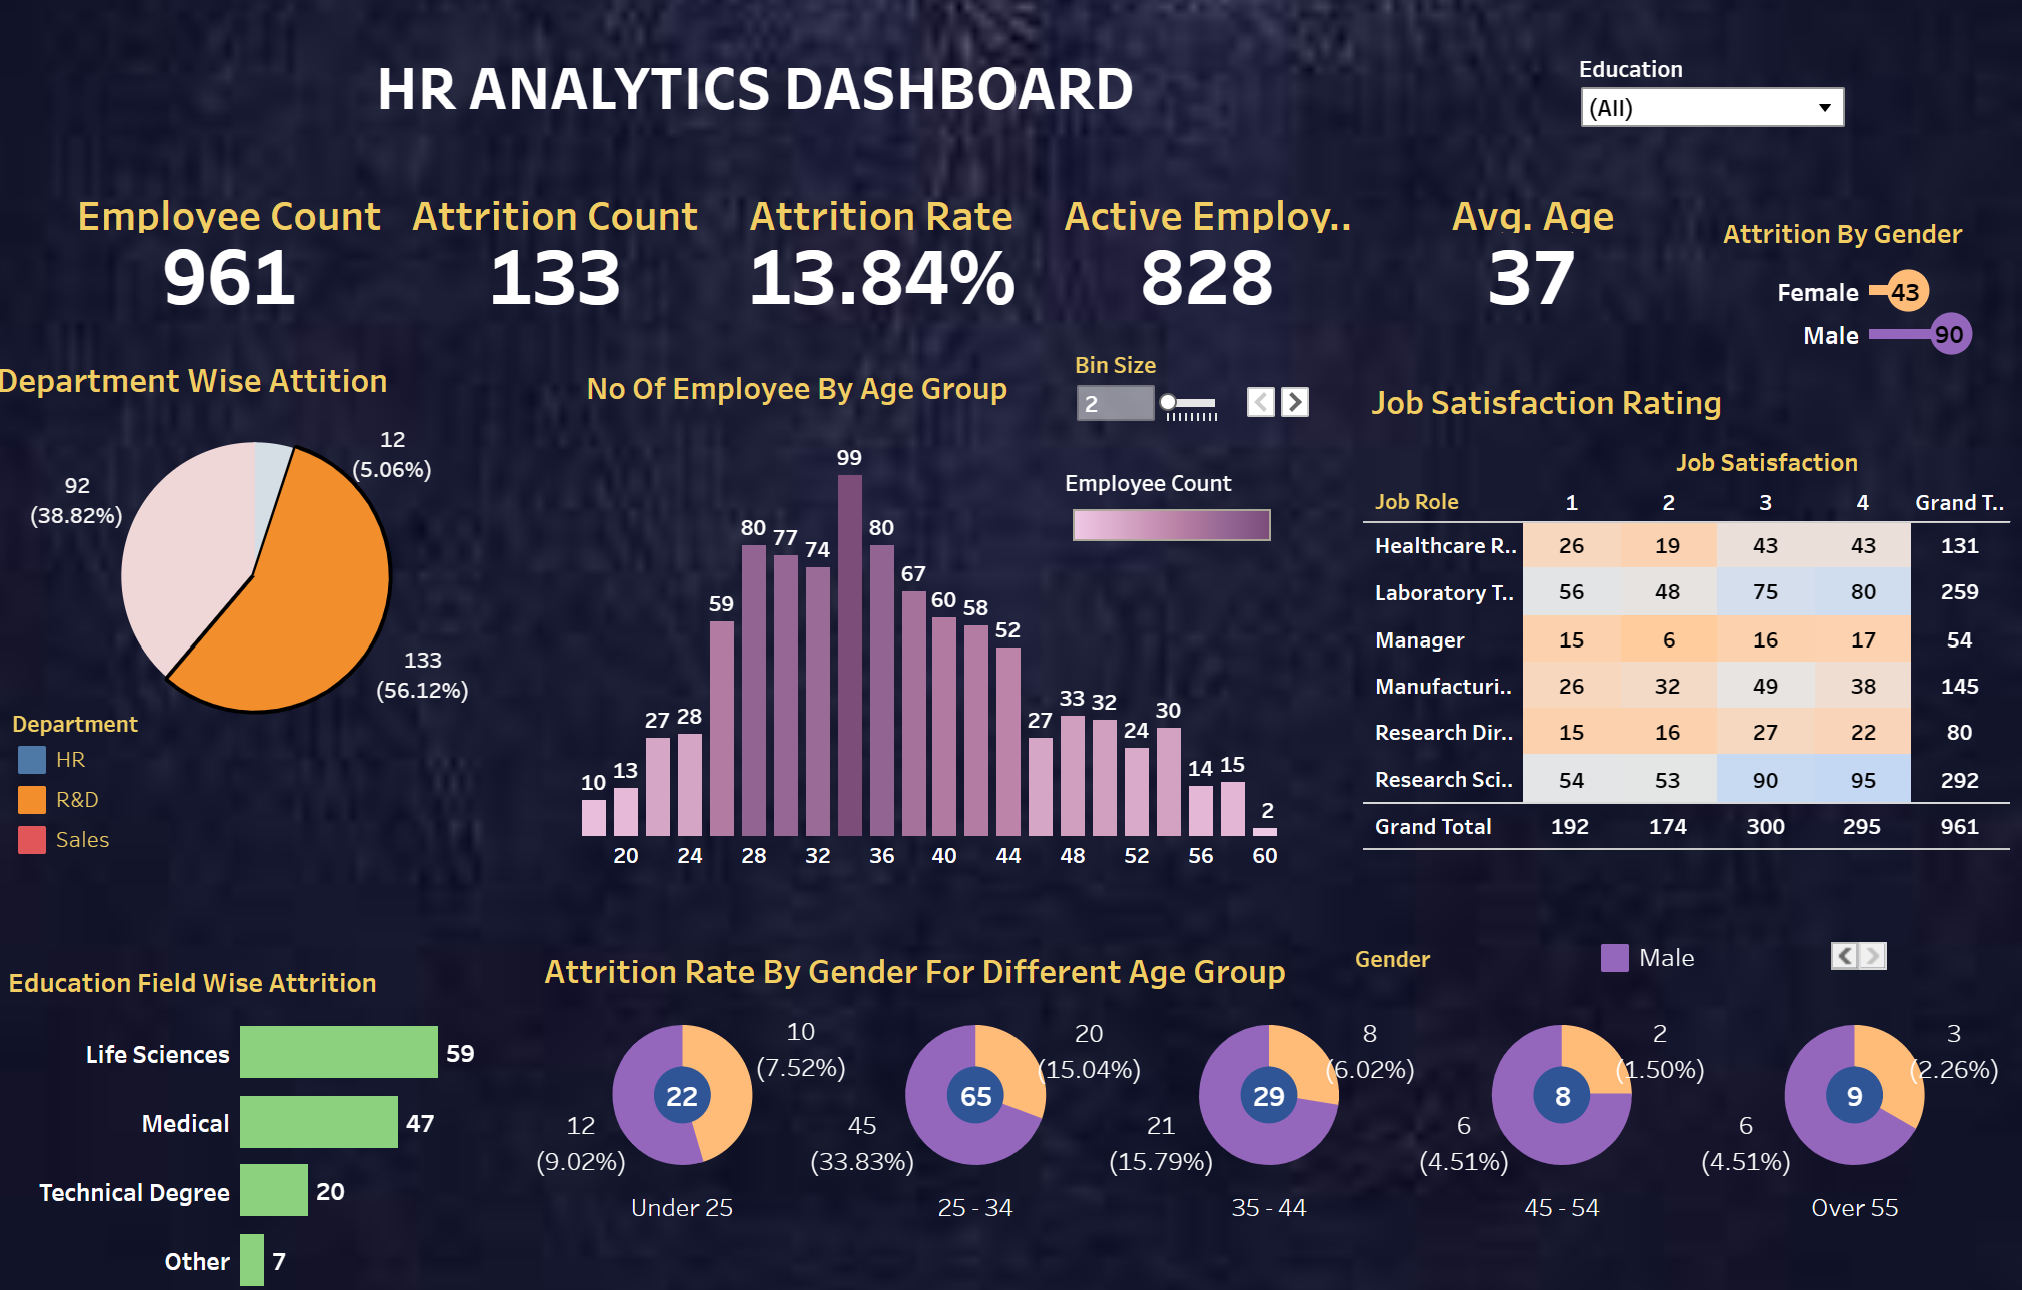 HR ANALYTICS DASHBOARD
Education
(All)
Employee Count
961
Attrition Count
133
Attrition Rate
13.84%
Active Employ..
828
Avg. Age
37
Attrition By Gender
Female 43
Male 90
Department Wise Attition
12
(5.06%)
92
(38.82%)
133
(56.12%)
Department
HR
R&D
Sales
No Of Employee By Age Group
Bin Size
2
Employee Count
10 13 27 28 59 80 77 74 99 80 67 60 58 52 27 33 32 24 30 14 15 2
20 24 28 32 36 40 44 48 52 56 60
Job Satisfaction Rating
Job Satisfaction
Job Role 1 2 3 4 Grand T..
Healthcare R.. 26 19 43 43 131
Laboratory T.. 56 48 75 80 259
Manager 15 6 16 17 54
Manufacturi.. 26 32 49 38 145
Research Dir.. 15 16 27 22 80
Research Sci.. 54 53 90 95 292
Grand Total 192 174 300 295 961
Education Field Wise Attrition
Life Sciences 59
Medical 47
Technical Degree 20
Other 7
Attrition Rate By Gender For Different Age Group
Gender
Male
10
(7.52%)
22
12
(9.02%)
Under 25
20
(15.04%)
65
45
(33.83%)
25 - 34
8
(6.02%)
29
21
(15.79%)
35 - 44
2
(1.50%)
8
6
(4.51%)
45 - 54
3
(2.26%)
9
6
(4.51%)
Over 55